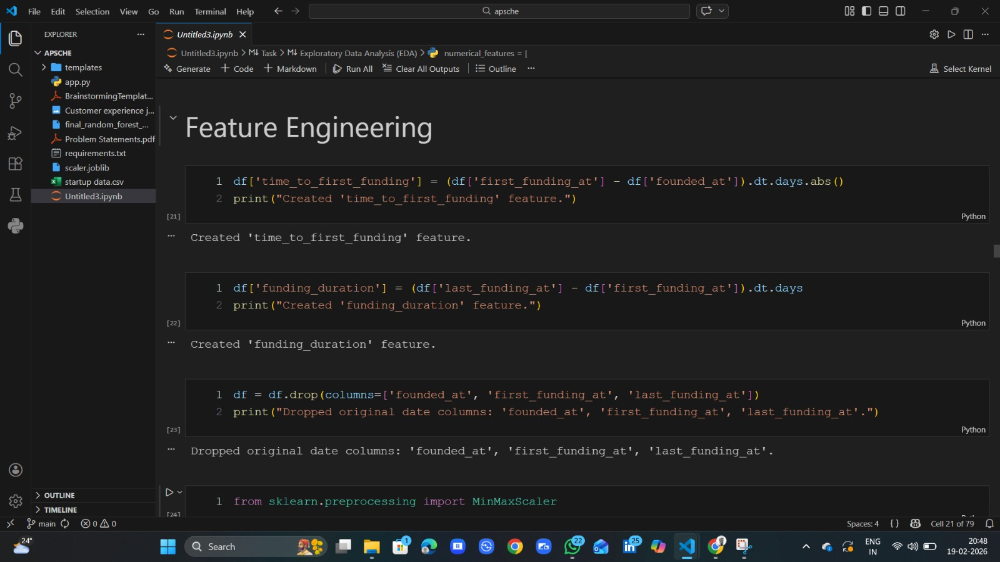 File Edit Selection View Go Run Terminal Help
apsche
EXPLORER
APSCHE
templates
app.py
BrainstormingTemplat...
Customer experience j...
final_random_forest_...
Problem Statements.pdf
requirements.txt
scaler.joblib
startup data.csv
Untitled3.ipynb
OUTLINE
TIMELINE
Untitled3.ipynb
Untitled3.ipynb > M↓ Task > M↓ Exploratory Data Analysis (EDA) > numerical_features = [
Generate + Code + Markdown Run All Clear All Outputs Outline ... Select Kernel
Feature Engineering
1 df['time_to_first_funding'] = (df['first_funding_at'] - df['founded_at']).dt.days.abs()
2 print("Created 'time_to_first_funding' feature.")
[21] Python
Created 'time_to_first_funding' feature.
1 df['funding_duration'] = (df['last_funding_at'] - df['first_funding_at']).dt.days
2 print("Created 'funding_duration' feature.")
[22] Python
Created 'funding_duration' feature.
1 df = df.drop(columns=['founded_at', 'first_funding_at', 'last_funding_at'])
2 print("Dropped original date columns: 'founded_at', 'first_funding_at', 'last_funding_at'.")
[23] Python
Dropped original date columns: 'founded_at', 'first_funding_at', 'last_funding_at'.
1 from sklearn.preprocessing import MinMaxScaler
[24]
main 0 0 Spaces: 4 {} Cell 21 of 79
24°
Search
1
22
25
ENG
IN
20:48
19-02-2026